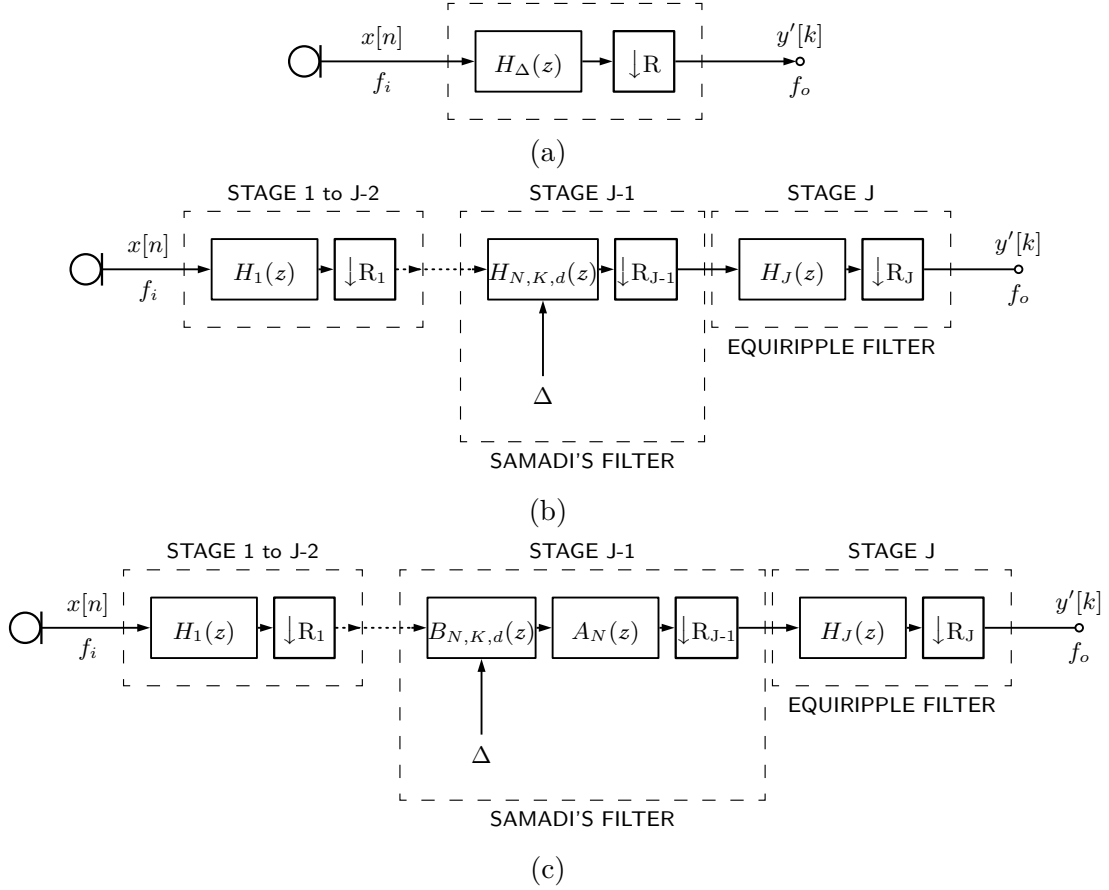 x[n] y′[k]
H_Δ(z) ↓R
f_i f_o
(a)
STAGE 1 to J-2 STAGE J-1 STAGE J
x[n] y′[k]
H_1(z) ↓R_1 H_{N,K,d}(z) ↓R_{J-1} H_J(z) ↓R_J
f_i f_o
EQUIRIPPLE FILTER
Δ
SAMADI'S FILTER
(b)
STAGE 1 to J-2 STAGE J-1 STAGE J
x[n] y′[k]
H_1(z) ↓R_1 B_{N,K,d}(z) A_N(z) ↓R_{J-1} H_J(z) ↓R_J
f_i f_o
EQUIRIPPLE FILTER
Δ
SAMADI'S FILTER
(c)